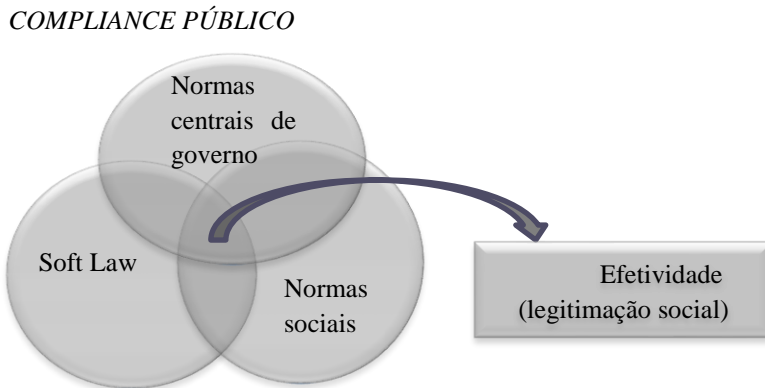 COMPLIANCE PÚBLICO
Normas
centrais de
governo
Soft Law
Normas
sociais
Efetividade
(legitimação social)